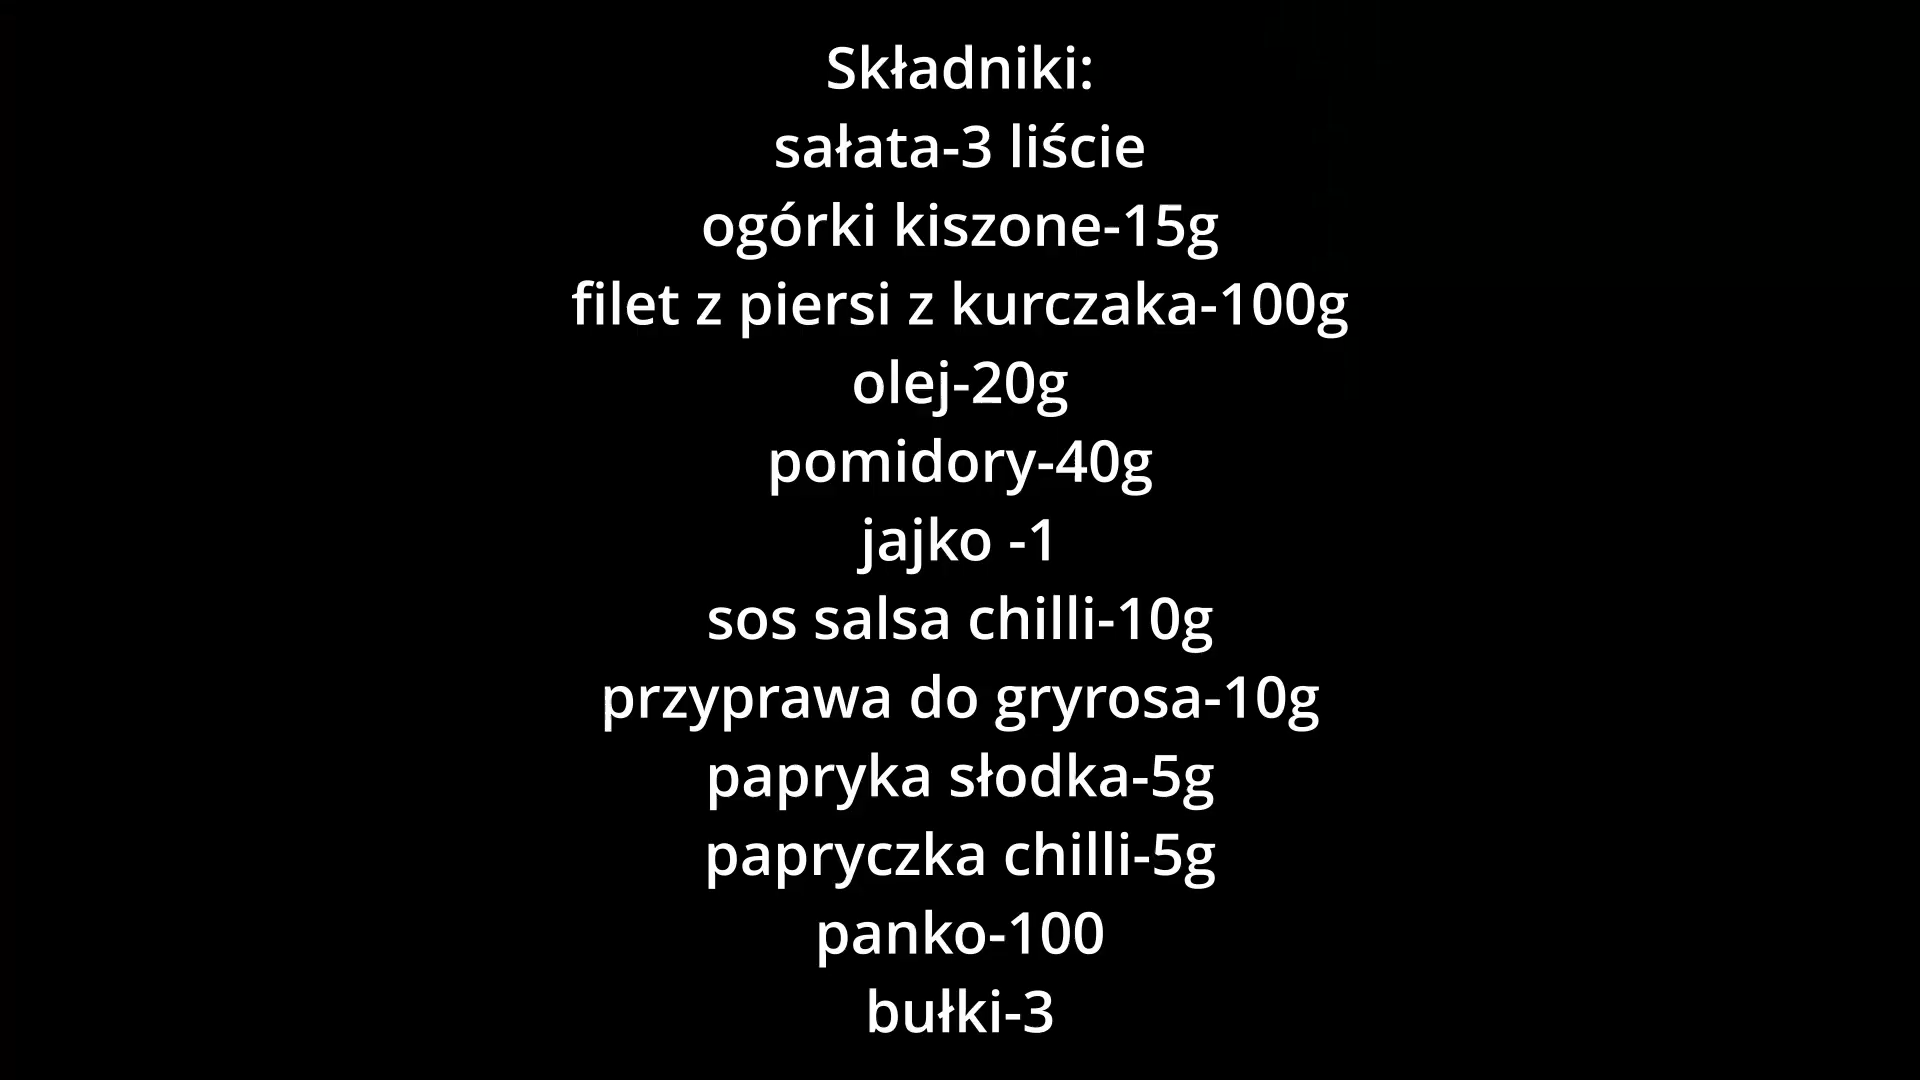 Składniki:
sałata-3 liście
ogórki kiszone-15g
filet z piersi z kurczaka-100g
olej-20g
pomidory-40g
jajko -1
sos salsa chilli-10g
przyprawa do gryrosa-10g
papryka słodka-5g
papryczka chilli-5g
panko-100
bułki-3